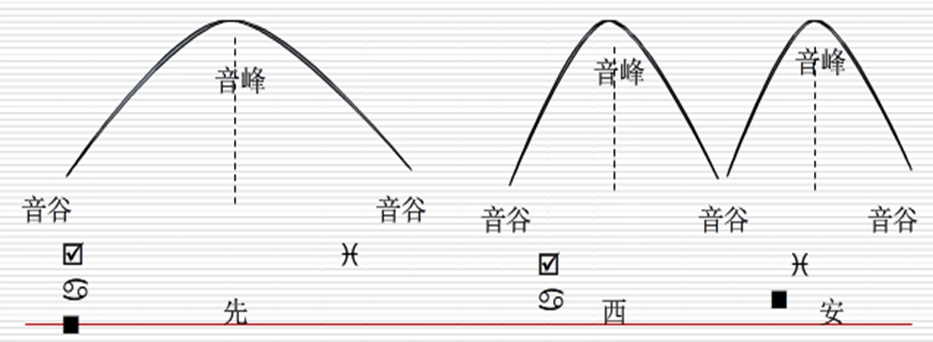 音峰 音峰 音峰
音谷 音谷 音谷 音谷 音谷
☑ ♓ ☑ ♓
♋ ♋
■ 先 西 ■ 安